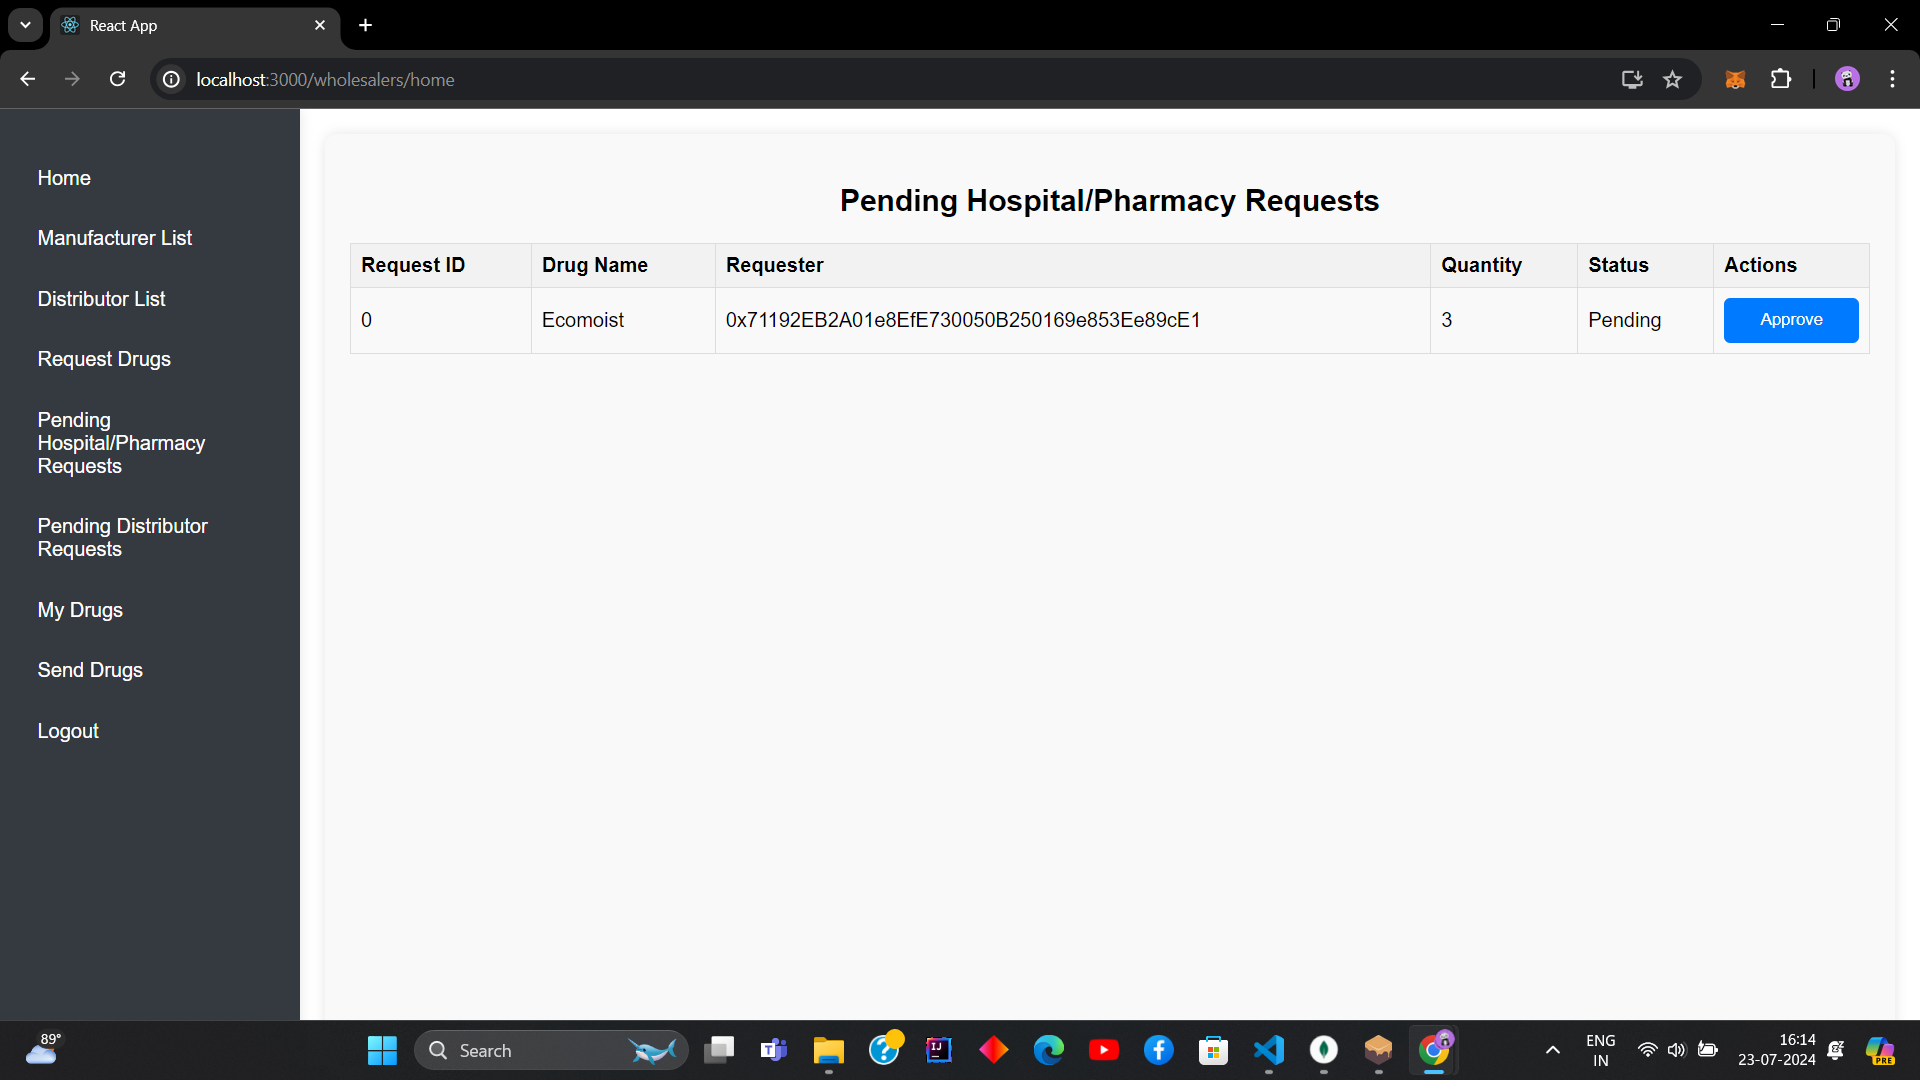 React App
localhost:3000/wholesalers/home
Home
Manufacturer List
Distributor List
Request Drugs
Pending
Hospital/Pharmacy
Requests
Pending Distributor
Requests
My Drugs
Send Drugs
Logout
Pending Hospital/Pharmacy Requests
Request ID Drug Name Requester Quantity Status Actions
0 Ecomoist 0x71192EB2A01e8EfE730050B250169e853Ee89cE1 3 Pending Approve
89°
Search
ENG
IN
16:14
23-07-2024
PRE